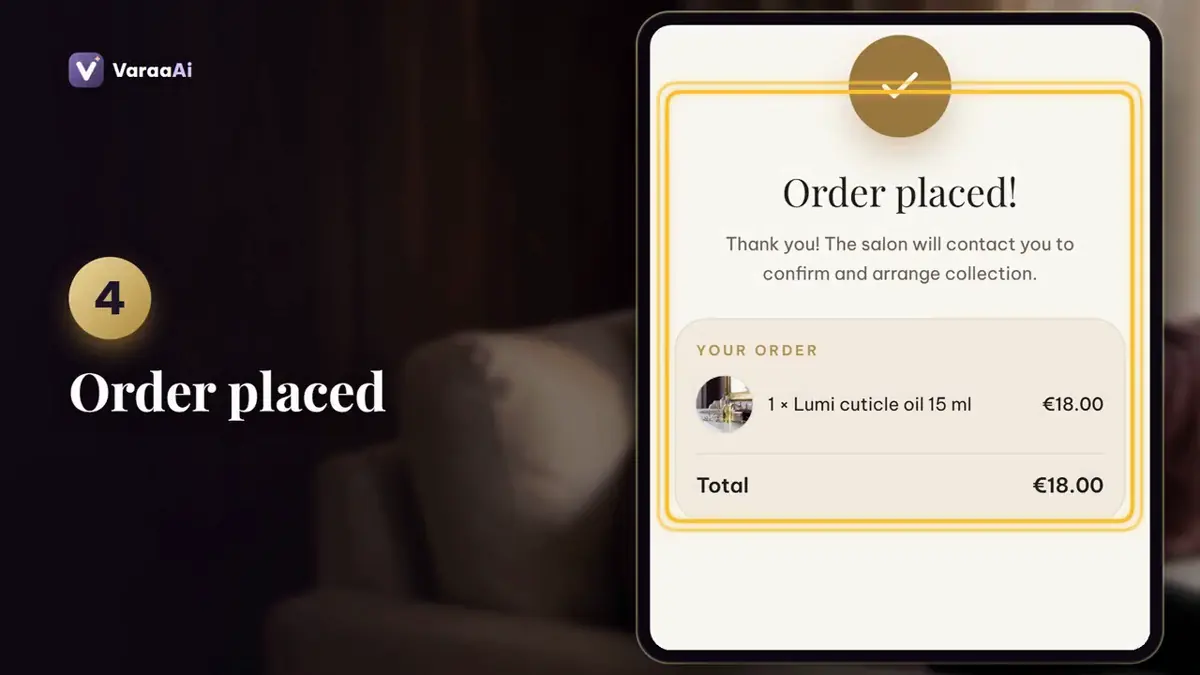 VaraaAi
4
Order placed
Order placed!
Thank you! The salon will contact you to
confirm and arrange collection.
YOUR ORDER
1 × Lumi cuticle oil 15 ml €18.00
Total €18.00